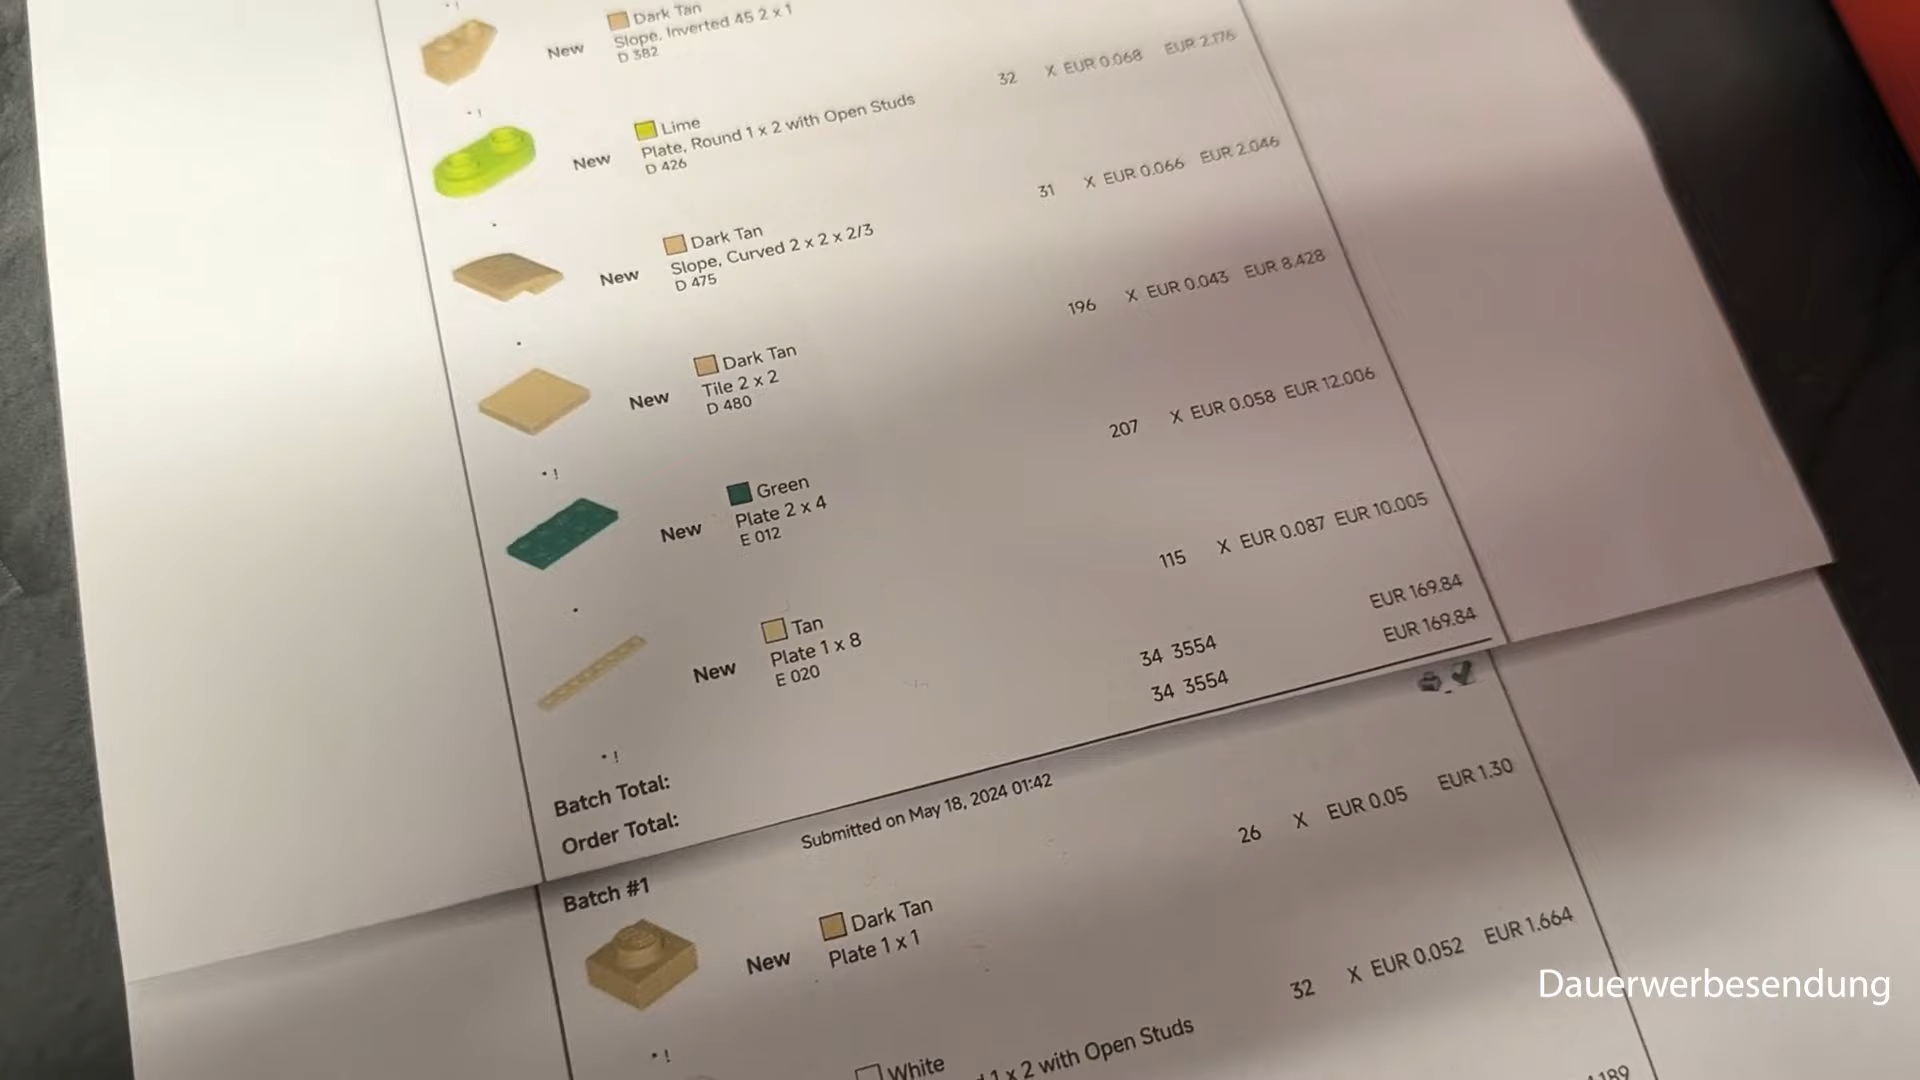 Dark Tan
New Slope, Inverted 45 2 x 1
D 382
32 X EUR 0.068 EUR 2.176
Lime
New Plate, Round 1 x 2 with Open Studs
D 426
31 X EUR 0.066 EUR 2.046
Dark Tan
New Slope, Curved 2 x 2 x 2/3
D 475
196 X EUR 0.043 EUR 8.428
Dark Tan
New Tile 2 x 2
D 480
207 X EUR 0.058 EUR 12.006
Green
New Plate 2 x 4
E 012
115 X EUR 0.087 EUR 10.005
Tan
New Plate 1 x 8
E 020
Batch Total: 34 3554 EUR 169.84
Order Total: 34 3554 EUR 169.84
Batch #1 Submitted on May 18, 2024 01:42
26 X EUR 0.05 EUR 1.30
Dark Tan
New Plate 1 x 1
32 X EUR 0.052 EUR 1.664
White
1 x 2 with Open Studs
Dauerwerbesendung